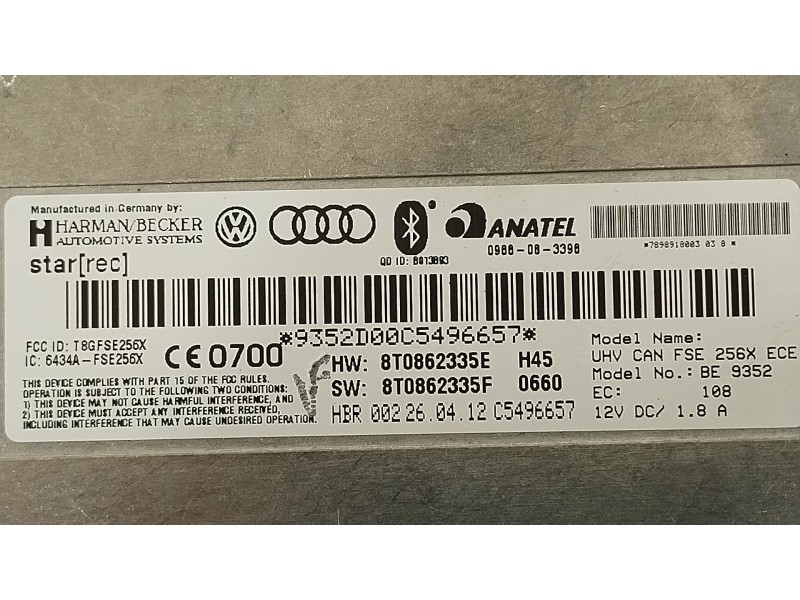 Manufactured in Germany by:
HARMAN/BECKER
AUTOMOTIVE SYSTEMS
star[rec]
QD ID: B013893
ANATEL
0988-08-3398
*7898918003 03 8 *
*9352D00C5496657*
FCC ID: T8GFSE256X
IC: 6434A-FSE256X
CE 0700
THIS DEVICE COMPLIES WITH PART 15 OF THE FCC RULES.
OPERATION IS SUBJECT TO THE FOLLOWING TWO CONDITIONS:
1) THIS DEVICE MAY NOT CAUSE HARMFUL INTERFERENCE, AND
2) THIS DEVICE MUST ACCEPT ANY INTERFERENCE RECEIVED,
INCLUDING INTERFERENCE THAT MAY CAUSE UNDESIRED OPERATION.
HW: 8T0862335E H45
SW: 8T0862335F 0660
HBR 002 26.04.12 C5496657
Model Name:
UHV CAN FSE 256X ECE
Model No.: BE 9352
EC: 108
12V DC/ 1.8 A